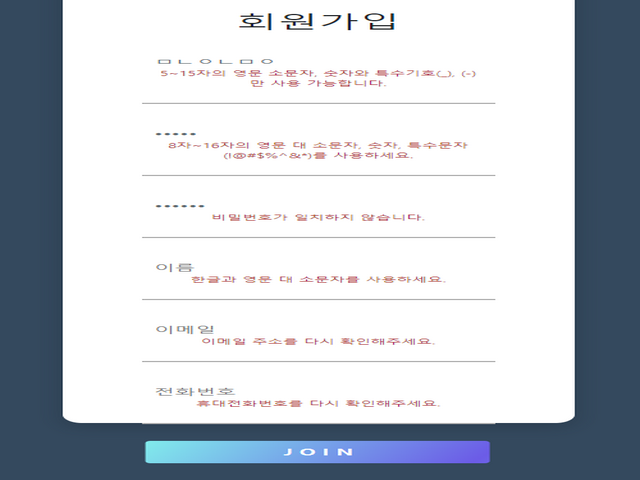 회원가입
ㅁㄴㅇㄴㅁㅇ
5~15자의 영문 소문자, 숫자와 특수기호(_), (-)
만 사용 가능합니다.
•••••
8자~16자의 영문 대 소문자, 숫자, 특수문자
(!@#$%^&*)를 사용하세요.
••••••
비밀번호가 일치하지 않습니다.
이름
한글과 영문 대 소문자를 사용하세요.
이메일
이메일 주소를 다시 확인해주세요.
전화번호
휴대전화번호를 다시 확인해주세요.
JOIN